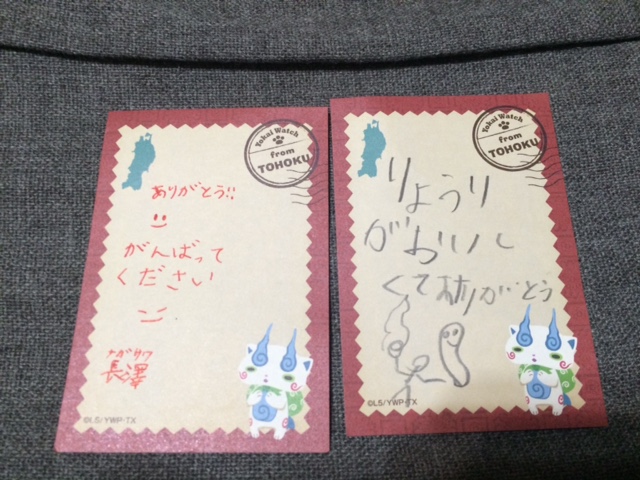 Yokai Watch
from
TOHOKU
ありがとう!!
がんばって
ください
ナガサワ
長澤
©L5/YWP・TX
Yokai Watch
from
TOHOKU
りょうり
がおいし
くてありがとう
©L5/YWP・TX